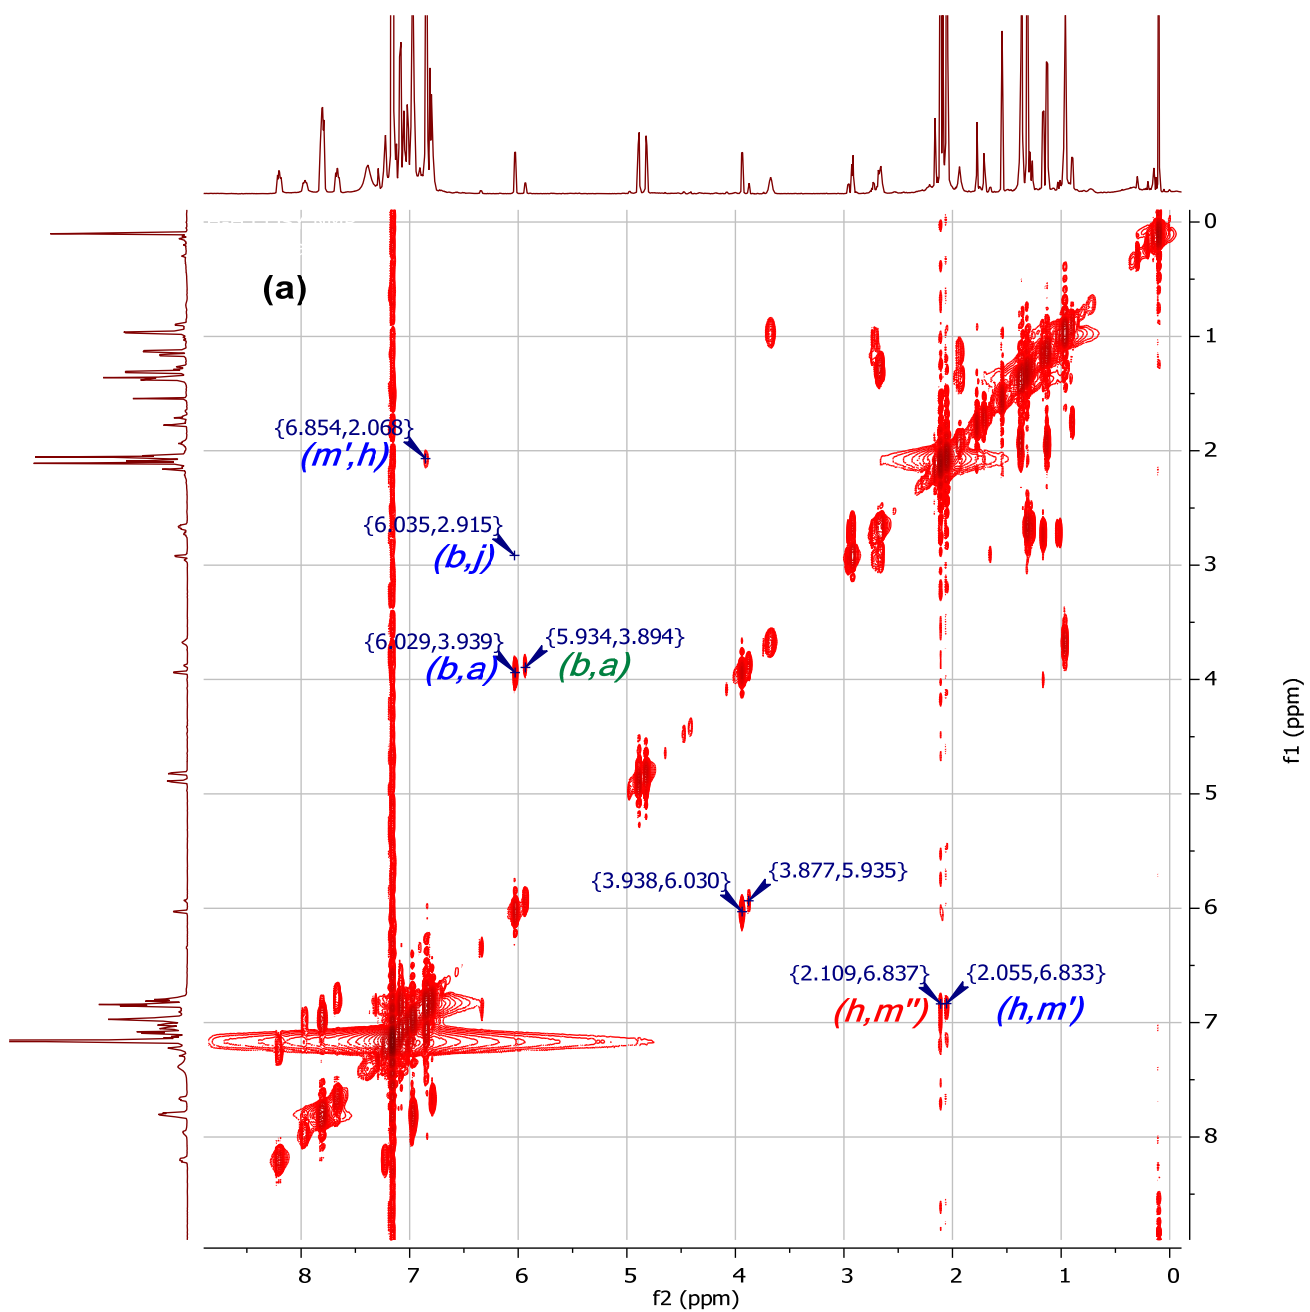 (a)
{6.854,2.068}
(m',h)
{6.035,2.915}
(b,j)
{6.029,3.939}
(b,a)
{5.934,3.894}
(b,a)
{3.938,6.030}
{3.877,5.935}
{2.109,6.837}
(h,m'')
{2.055,6.833}
(h,m')
0
1
2
3
4
5
6
7
8
f1 (ppm)
8 7 6 5 4 3 2 1 0
f2 (ppm)